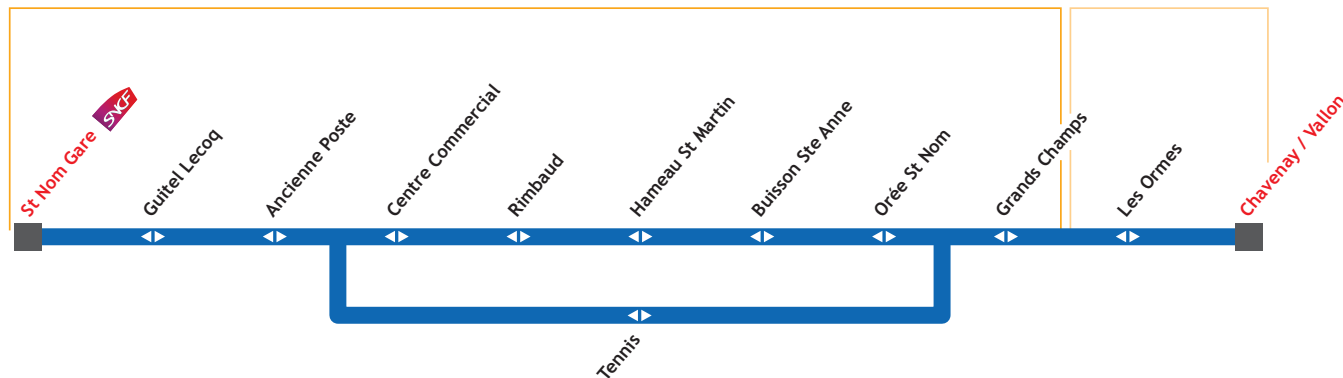 St Nom Gare
SNCF
Guitel Lecoq
Ancienne Poste
Centre Commercial
Rimbaud
Hameau St Martin
Buisson Ste Anne
Orée St Nom
Grands Champs
Les Ormes
Chavenay / Vallon
Tennis